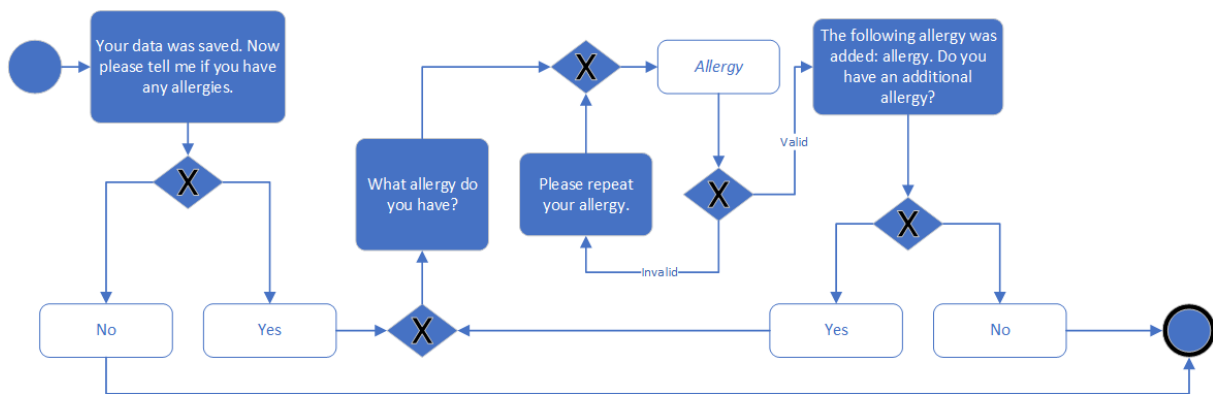 Your data was saved. Now
please tell me if you have
any allergies.
X
No
Yes
X
What allergy do
you have?
X
Allergy
X
Invalid
Please repeat
your allergy.
Valid
The following allergy was
added: allergy. Do you
have an additional
allergy?
X
Yes
No